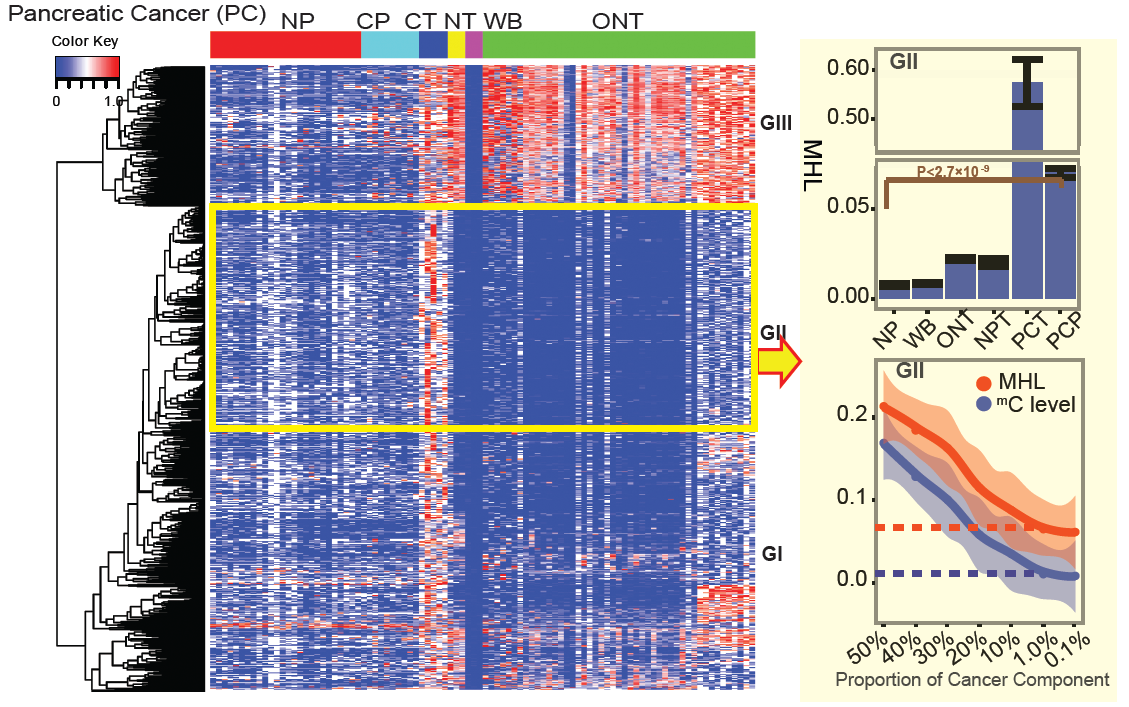 Pancreatic Cancer (PC)
NP CP CT NT WB ONT
Color Key
0 1.0
GIII
GII
GI
GII
0.60
0.50
MHL
P<2.7×10 -9
0.05
0.00
NP WB ONT NPT PCT PCP
GII
MHL
mC level
0.2
0.1
0.0
50% 40% 30% 20% 10% 1.0% 0.1%
Proportion of Cancer Component